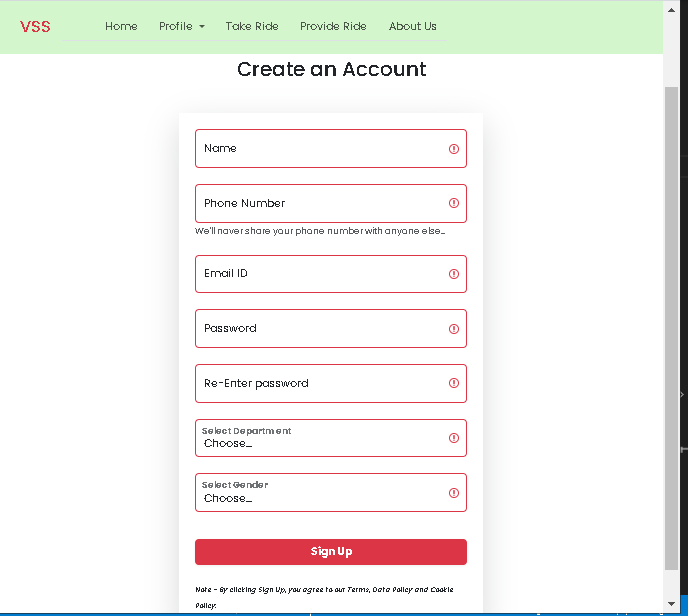 VSS Home Profile Take Ride Provide Ride About Us
Create an Account
Name
Phone Number
We'll naver share your phone number with anyone else...
Email ID
Password
Re-Enter password
Select Department
Choose...
Select Gender
Choose...
Sign Up
Note - By clicking Sign Up, you agree to our Terms, Data Policy and Cookie
Policy.